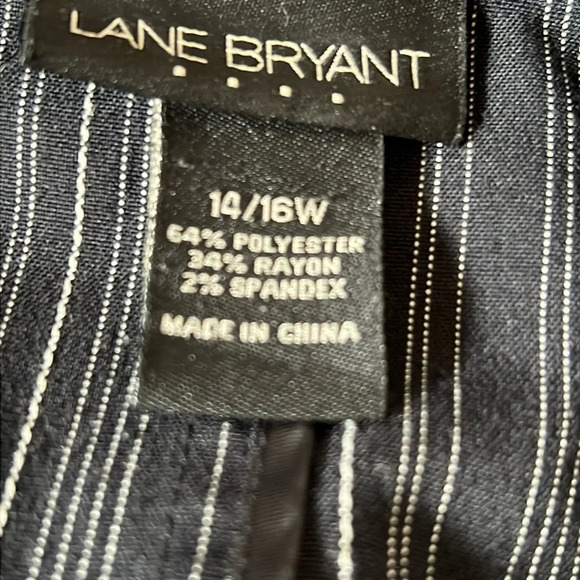 LANE BRYANT
14/16W
64% POLYESTER
34% RAYON
2% SPANDEX
MADE IN CHINA